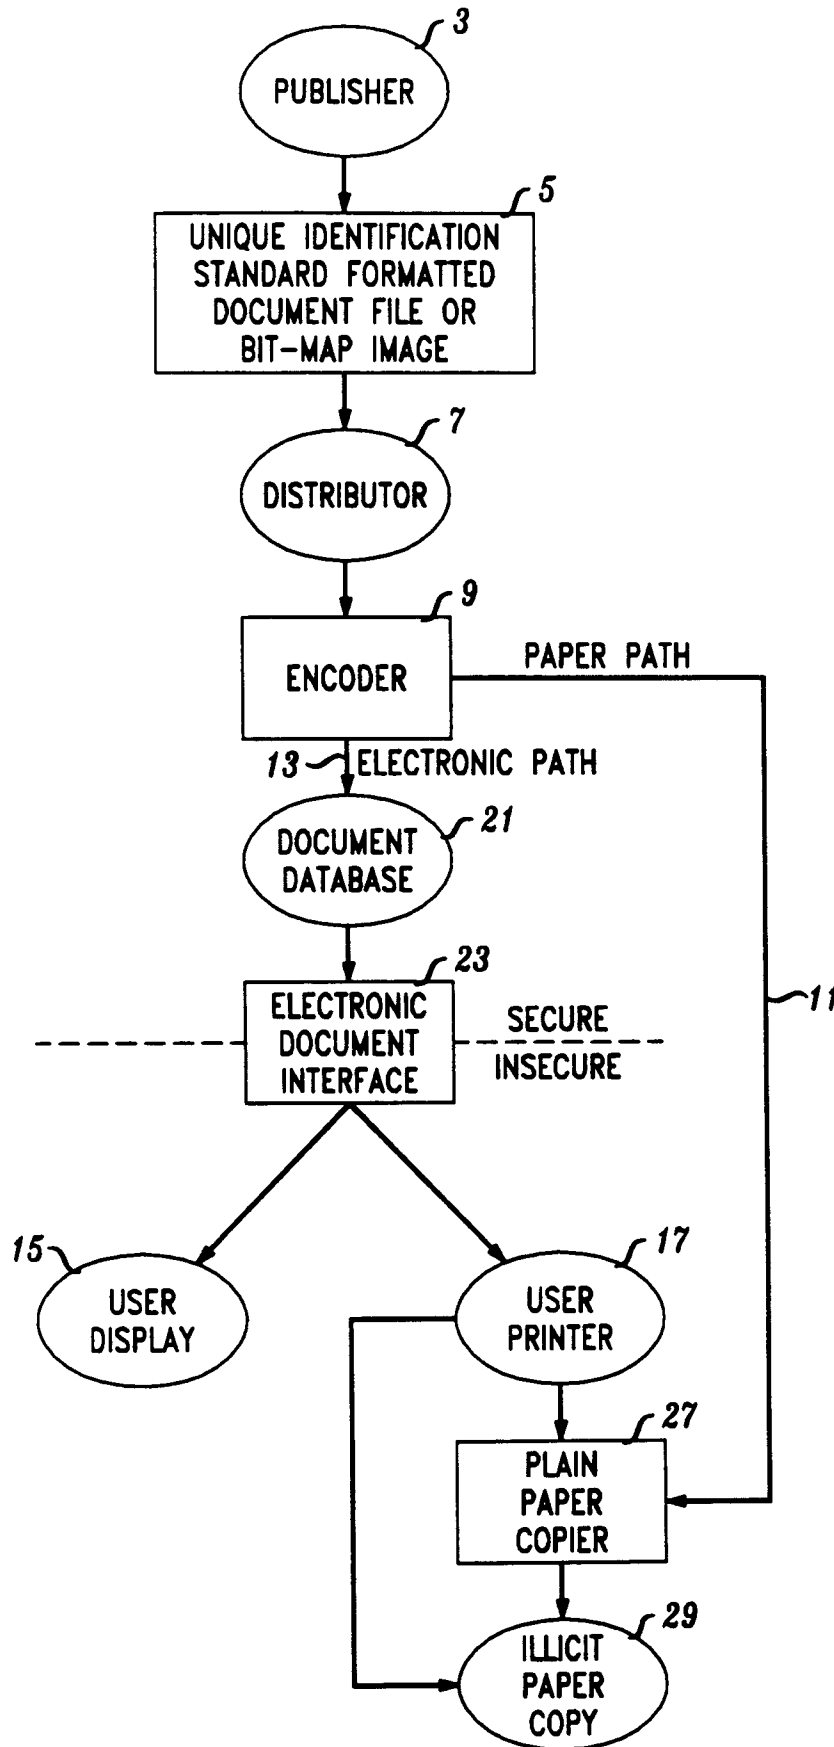 3
PUBLISHER
5
UNIQUE IDENTIFICATION
STANDARD FORMATTED
DOCUMENT FILE OR
BIT-MAP IMAGE
7
DISTRIBUTOR
9
ENCODER
PAPER PATH
13
ELECTRONIC PATH
21
DOCUMENT
DATABASE
23
ELECTRONIC
DOCUMENT
INTERFACE
SECURE
INSECURE
11
15
USER
DISPLAY
17
USER
PRINTER
27
PLAIN
PAPER
COPIER
29
ILLICIT
PAPER
COPY